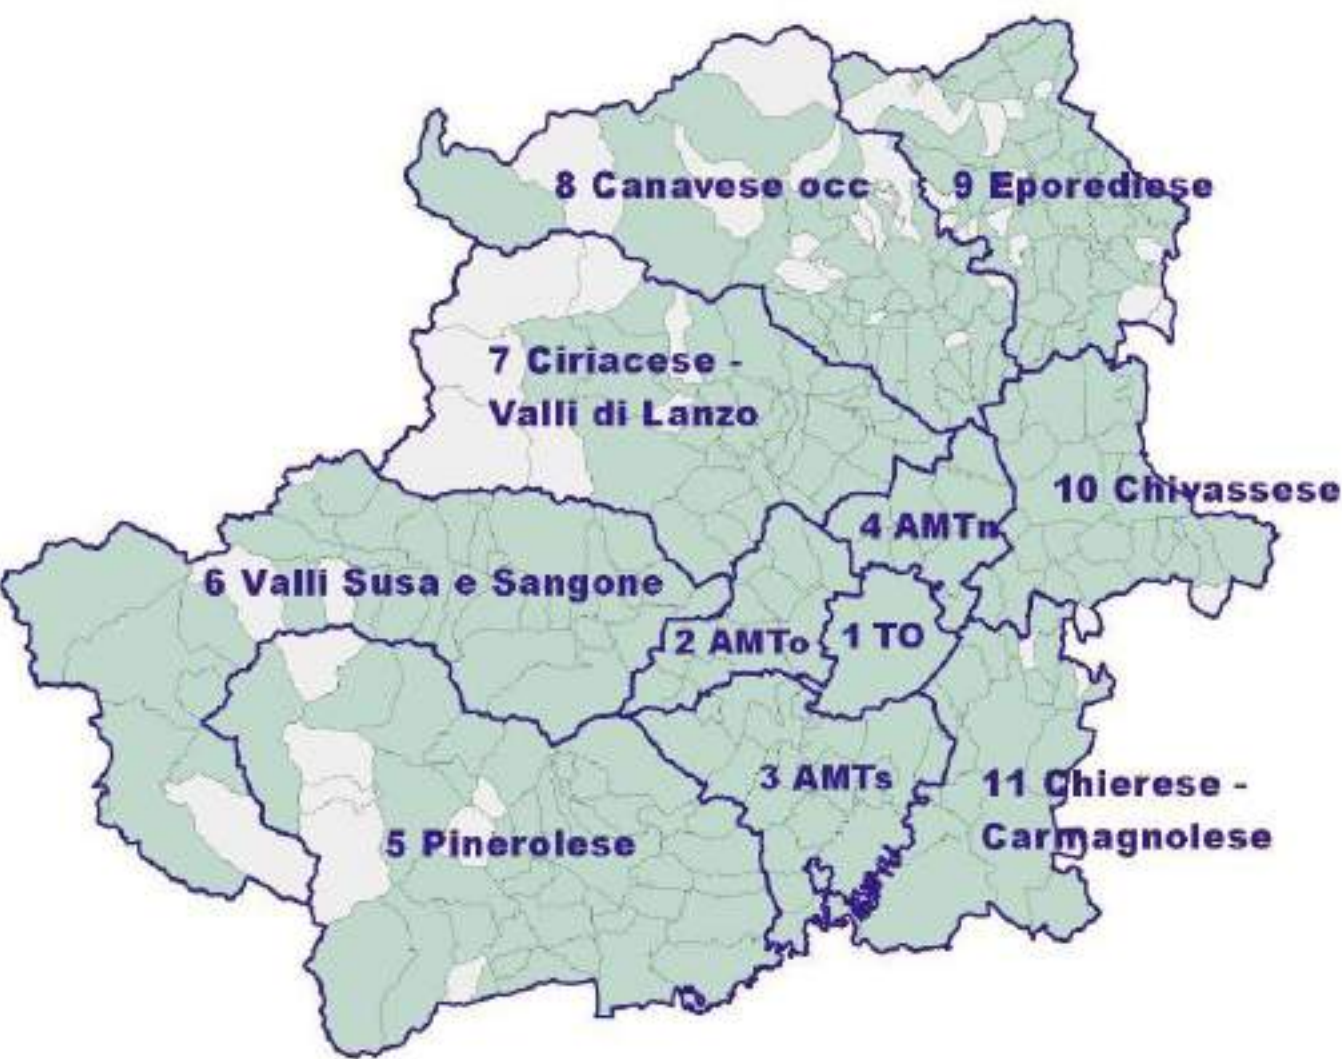 8 Canavese occ
9 Eporediese
7 Ciriacese -
Valli di Lanzo
10 Chivassese
4 AMTn
6 Valli Susa e Sangone
2 AMTo
1 TO
3 AMTs
11 Chierese -
Carmagnolese
5 Pinerolese